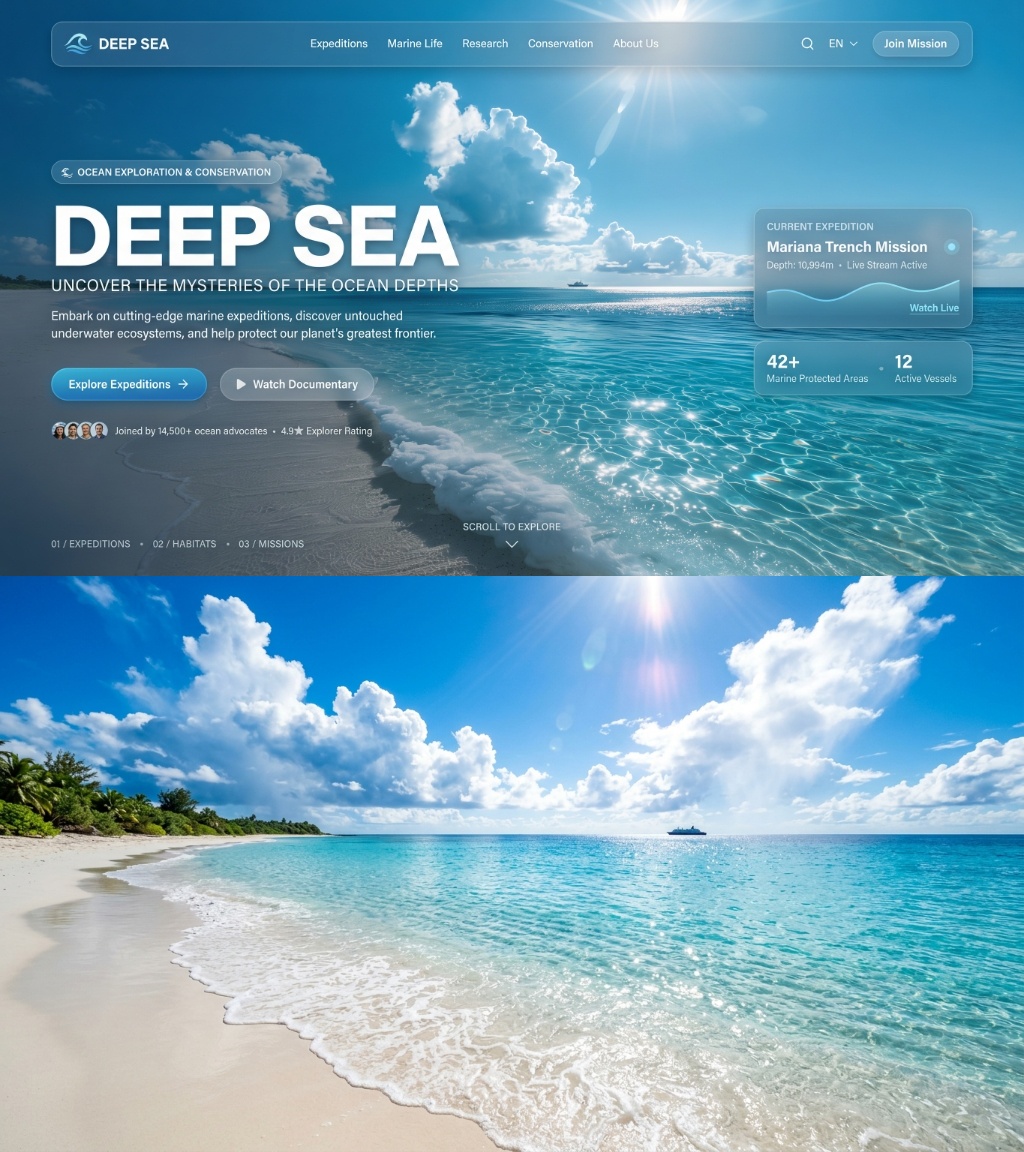 DEEP SEA
Expeditions
Marine Life
Research
Conservation
About Us
EN
Join Mission
OCEAN EXPLORATION & CONSERVATION
DEEP SEA
UNCOVER THE MYSTERIES OF THE OCEAN DEPTHS
Embark on cutting-edge marine expeditions, discover untouched
underwater ecosystems, and help protect our planet's greatest frontier.
Explore Expeditions →
Watch Documentary
Joined by 14,500+ ocean advocates • 4.9★ Explorer Rating
CURRENT EXPEDITION
Mariana Trench Mission
Depth: 10,994m • Live Stream Active
Watch Live
42+
Marine Protected Areas
12
Active Vessels
SCROLL TO EXPLORE
01 / EXPEDITIONS • 02 / HABITATS • 03 / MISSIONS